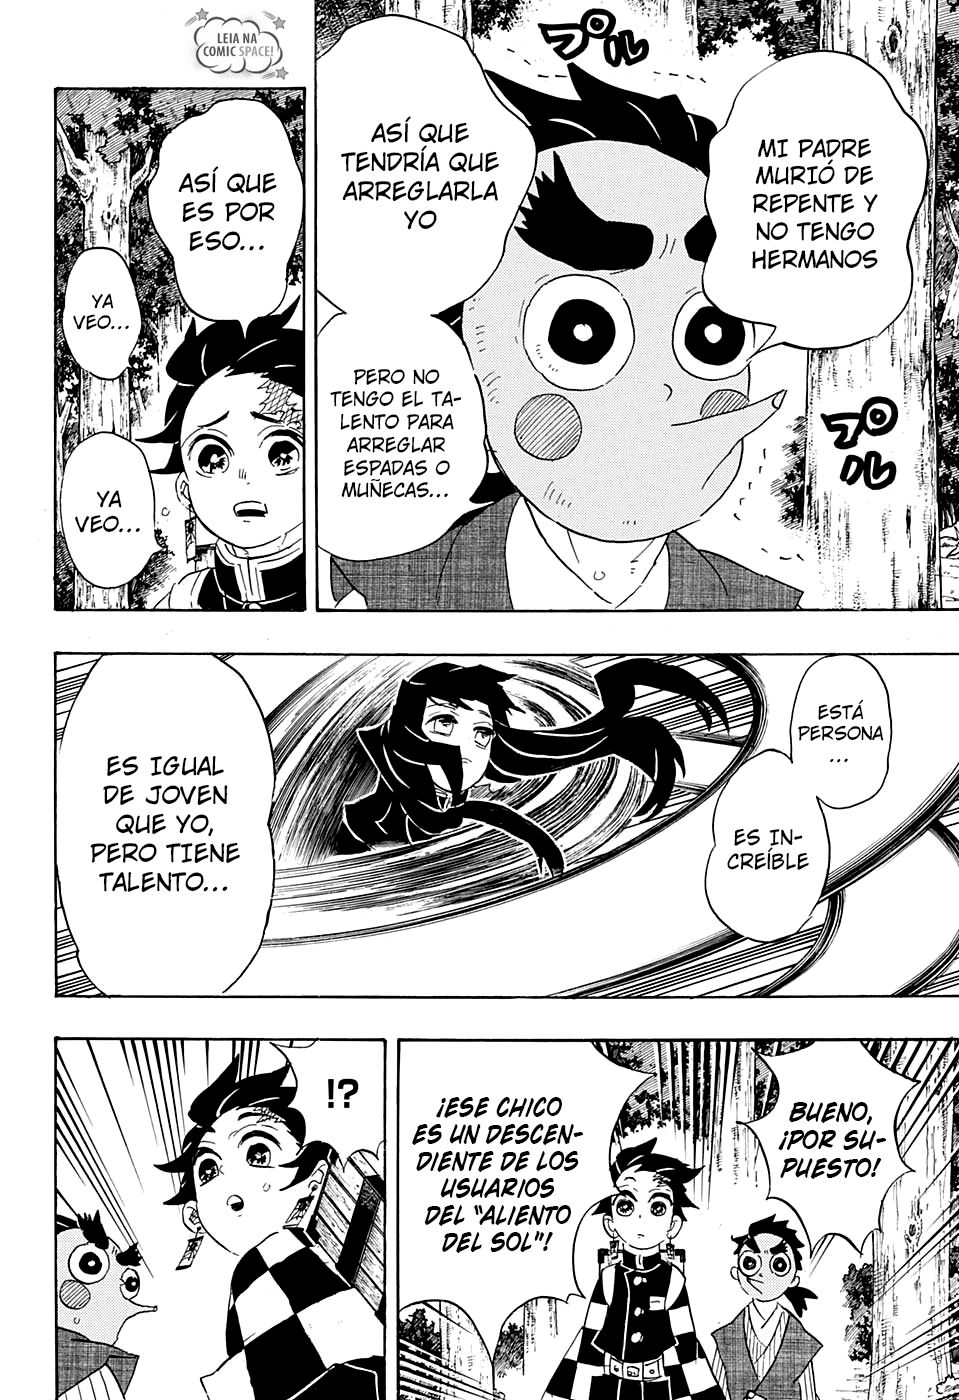 LEIA NA
COMIC SPACE!
プル
MI PADRE
MURIÓ DE
REPENTE Y
NO TENGO
HERMANOS
ASÍ QUE
TENDRÍA QUE
ARREGLARLA
YO
PERO NO
TENGO EL TA-
LENTO PARA
ARREGLAR
ESPADAS O
MUÑECAS...
プル
ASÍ QUE
ES POR
ESO...
YA
VEO...
YA
VEO...
ESTÁ
PERSONA
...
ES IN-
CREÍBLE
ES IGUAL
DE JOVEN
QUE YO,
PERO TIENE
TALENTO...
BUENO,
¡POR SU-
PUESTO!
¡ESE CHICO
ES UN DESCEN-
DIENTE DE LOS
USUARIOS
DEL "ALIENTO
DEL SOL"!
!?